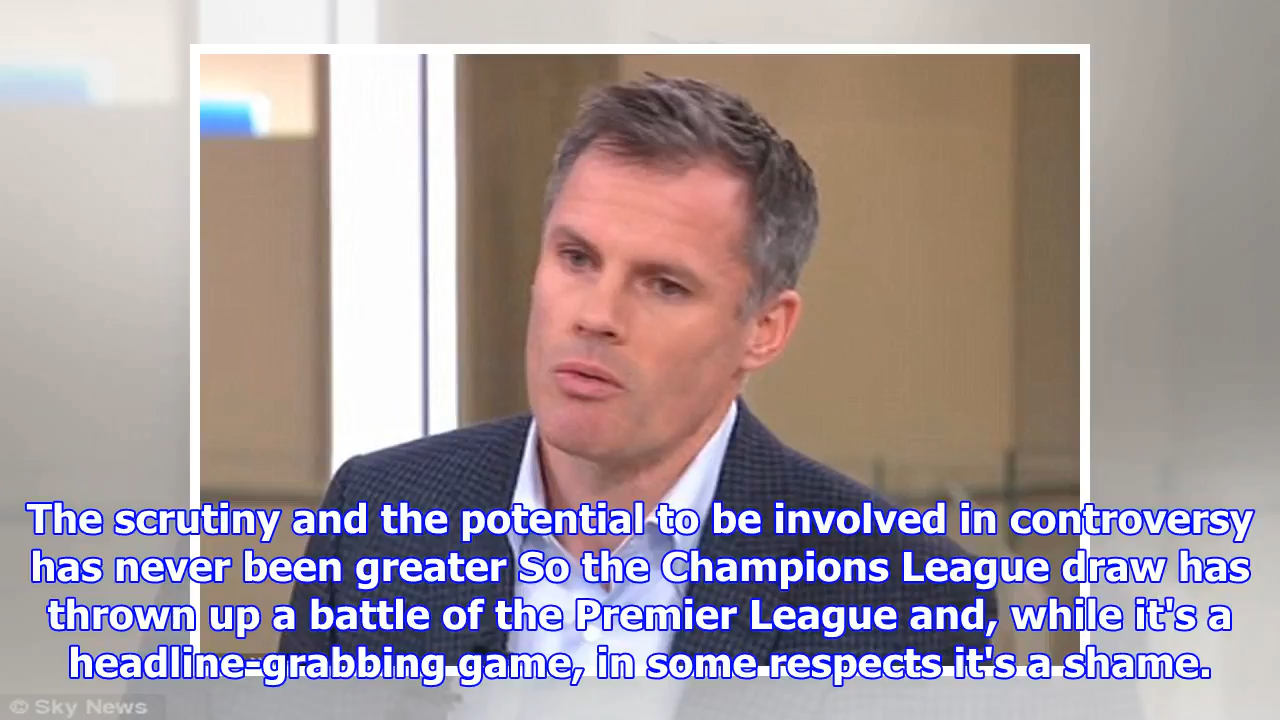 The scrutiny and the potential to be involved in controversy
has never been greater So the Champions League draw has
thrown up a battle of the Premier League and, while it's a
headline-grabbing game, in some respects it's a shame.
© Sky News